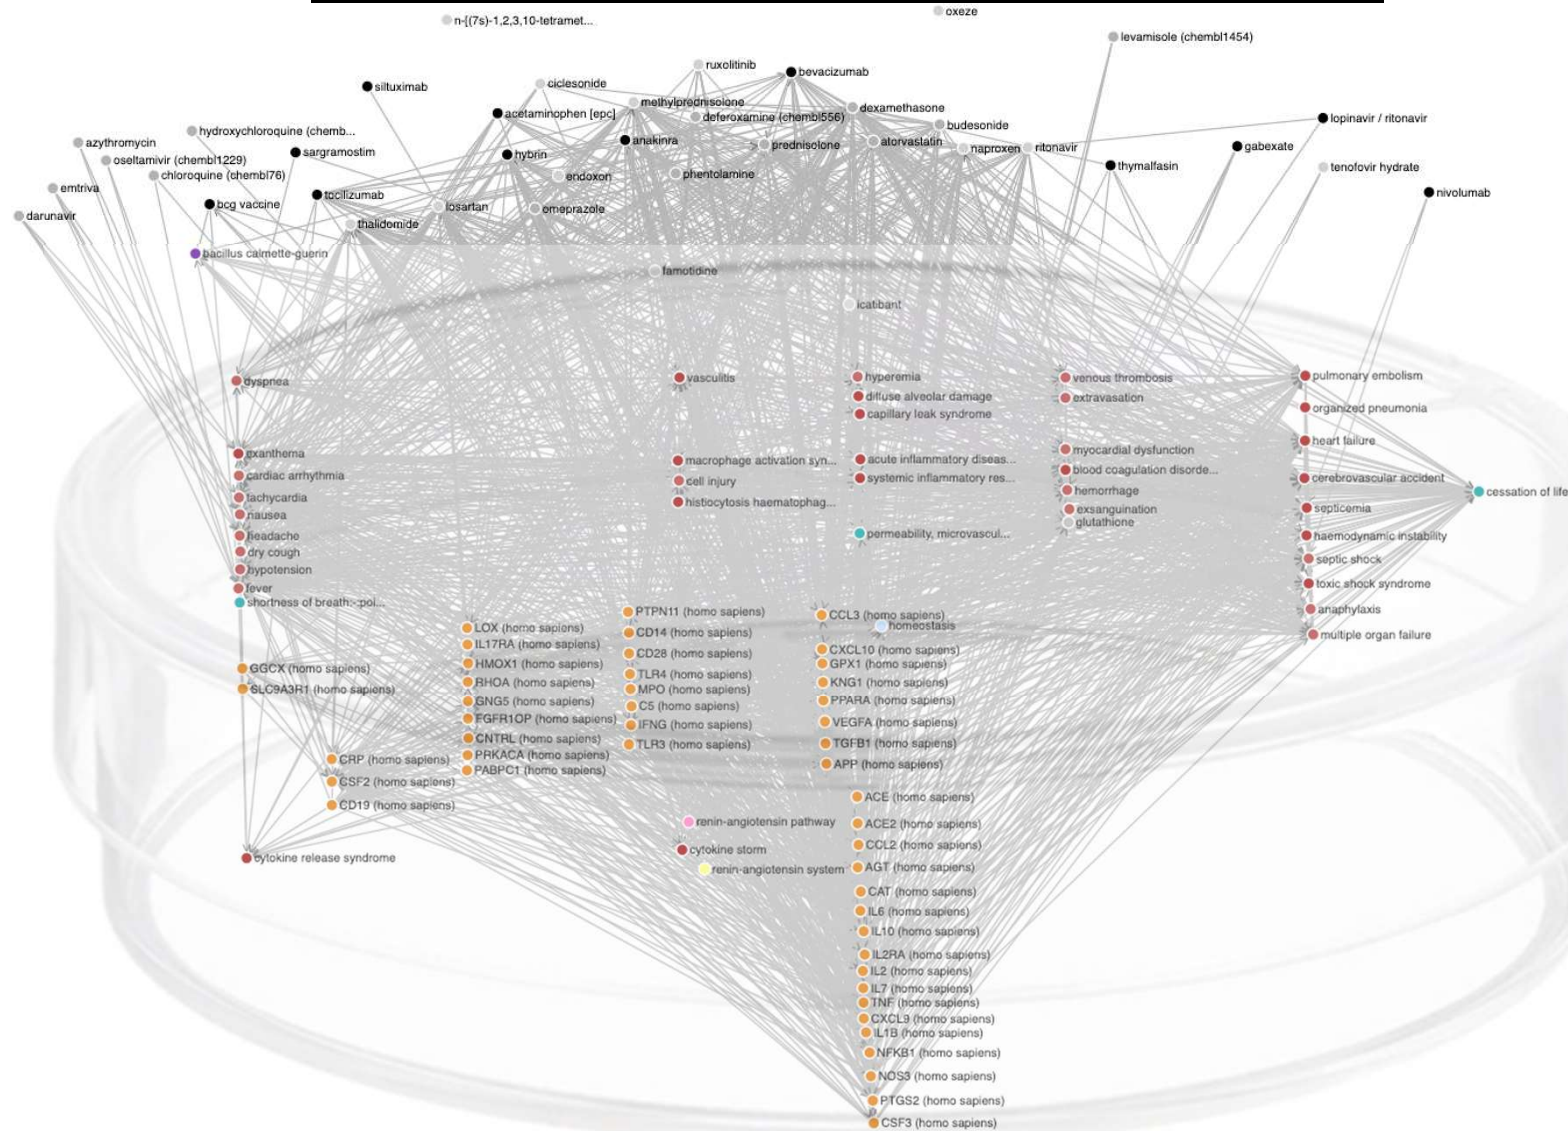 n-[(7s)-1,2,3,10-tetramet...
oxeze
levamisole (chembl1454)
ruxolitinib
bevacizumab
siltuximab
ciclesonide
methylprednisolone
dexamethasone
acetaminophen [epc]
deferoxamine (chembl556)
lopinavir / ritonavir
budesonide
hydroxychloroquine (chemb...
azythromycin
anakinra
prednisolone
atorvastatin
naproxen
ritonavir
gabexate
sargramostim
hybrin
oseltamivir (chembl1229)
thymalfasin
tenofovir hydrate
chloroquine (chembl76)
endoxon
phentolamine
emtriva
tocilizumab
nivolumab
bcg vaccine
losartan
omeprazole
darunavir
thalidomide
bacillus calmette-guerin
famotidine
icatibant
dyspnea
vasculitis
hyperemia
venous thrombosis
pulmonary embolism
diffuse alveolar damage
extravasation
capillary leak syndrome
organized pneumonia
heart failure
exanthema
macrophage activation syn...
acute inflammatory diseas...
myocardial dysfunction
cardiac arrhythmia
cell injury
systemic inflammatory res...
blood coagulation disorde...
cerebrovascular accident
tachycardia
histiocytosis haematophag...
hemorrhage
cessation of life
nausea
exsanguination
glutathione
septicemia
headache
permeability, microvascul...
haemodynamic instability
dry cough
septic shock
hypotension
toxic shock syndrome
fever
shortness of breath:-:poi...
anaphylaxis
multiple organ failure
PTPN11 (homo sapiens)
CCL3 (homo sapiens)
homeostasis
LOX (homo sapiens)
CD14 (homo sapiens)
IL17RA (homo sapiens)
CD28 (homo sapiens)
CXCL10 (homo sapiens)
GGCX (homo sapiens)
HMOX1 (homo sapiens)
TLR4 (homo sapiens)
GPX1 (homo sapiens)
SLC9A3R1 (homo sapiens)
RHOA (homo sapiens)
MPO (homo sapiens)
KNG1 (homo sapiens)
GNG5 (homo sapiens)
C5 (homo sapiens)
PPARA (homo sapiens)
FGFR1OP (homo sapiens)
IFNG (homo sapiens)
VEGFA (homo sapiens)
CNTRL (homo sapiens)
TLR3 (homo sapiens)
TGFB1 (homo sapiens)
CRP (homo sapiens)
PRKACA (homo sapiens)
APP (homo sapiens)
PABPC1 (homo sapiens)
CSF2 (homo sapiens)
CD19 (homo sapiens)
ACE (homo sapiens)
renin-angiotensin pathway
ACE2 (homo sapiens)
cytokine release syndrome
cytokine storm
CCL2 (homo sapiens)
renin-angiotensin system
AGT (homo sapiens)
CAT (homo sapiens)
IL6 (homo sapiens)
IL10 (homo sapiens)
IL2RA (homo sapiens)
IL2 (homo sapiens)
IL7 (homo sapiens)
TNF (homo sapiens)
CXCL9 (homo sapiens)
IL1B (homo sapiens)
NFKB1 (homo sapiens)
NOS3 (homo sapiens)
PTGS2 (homo sapiens)
CSF3 (homo sapiens)